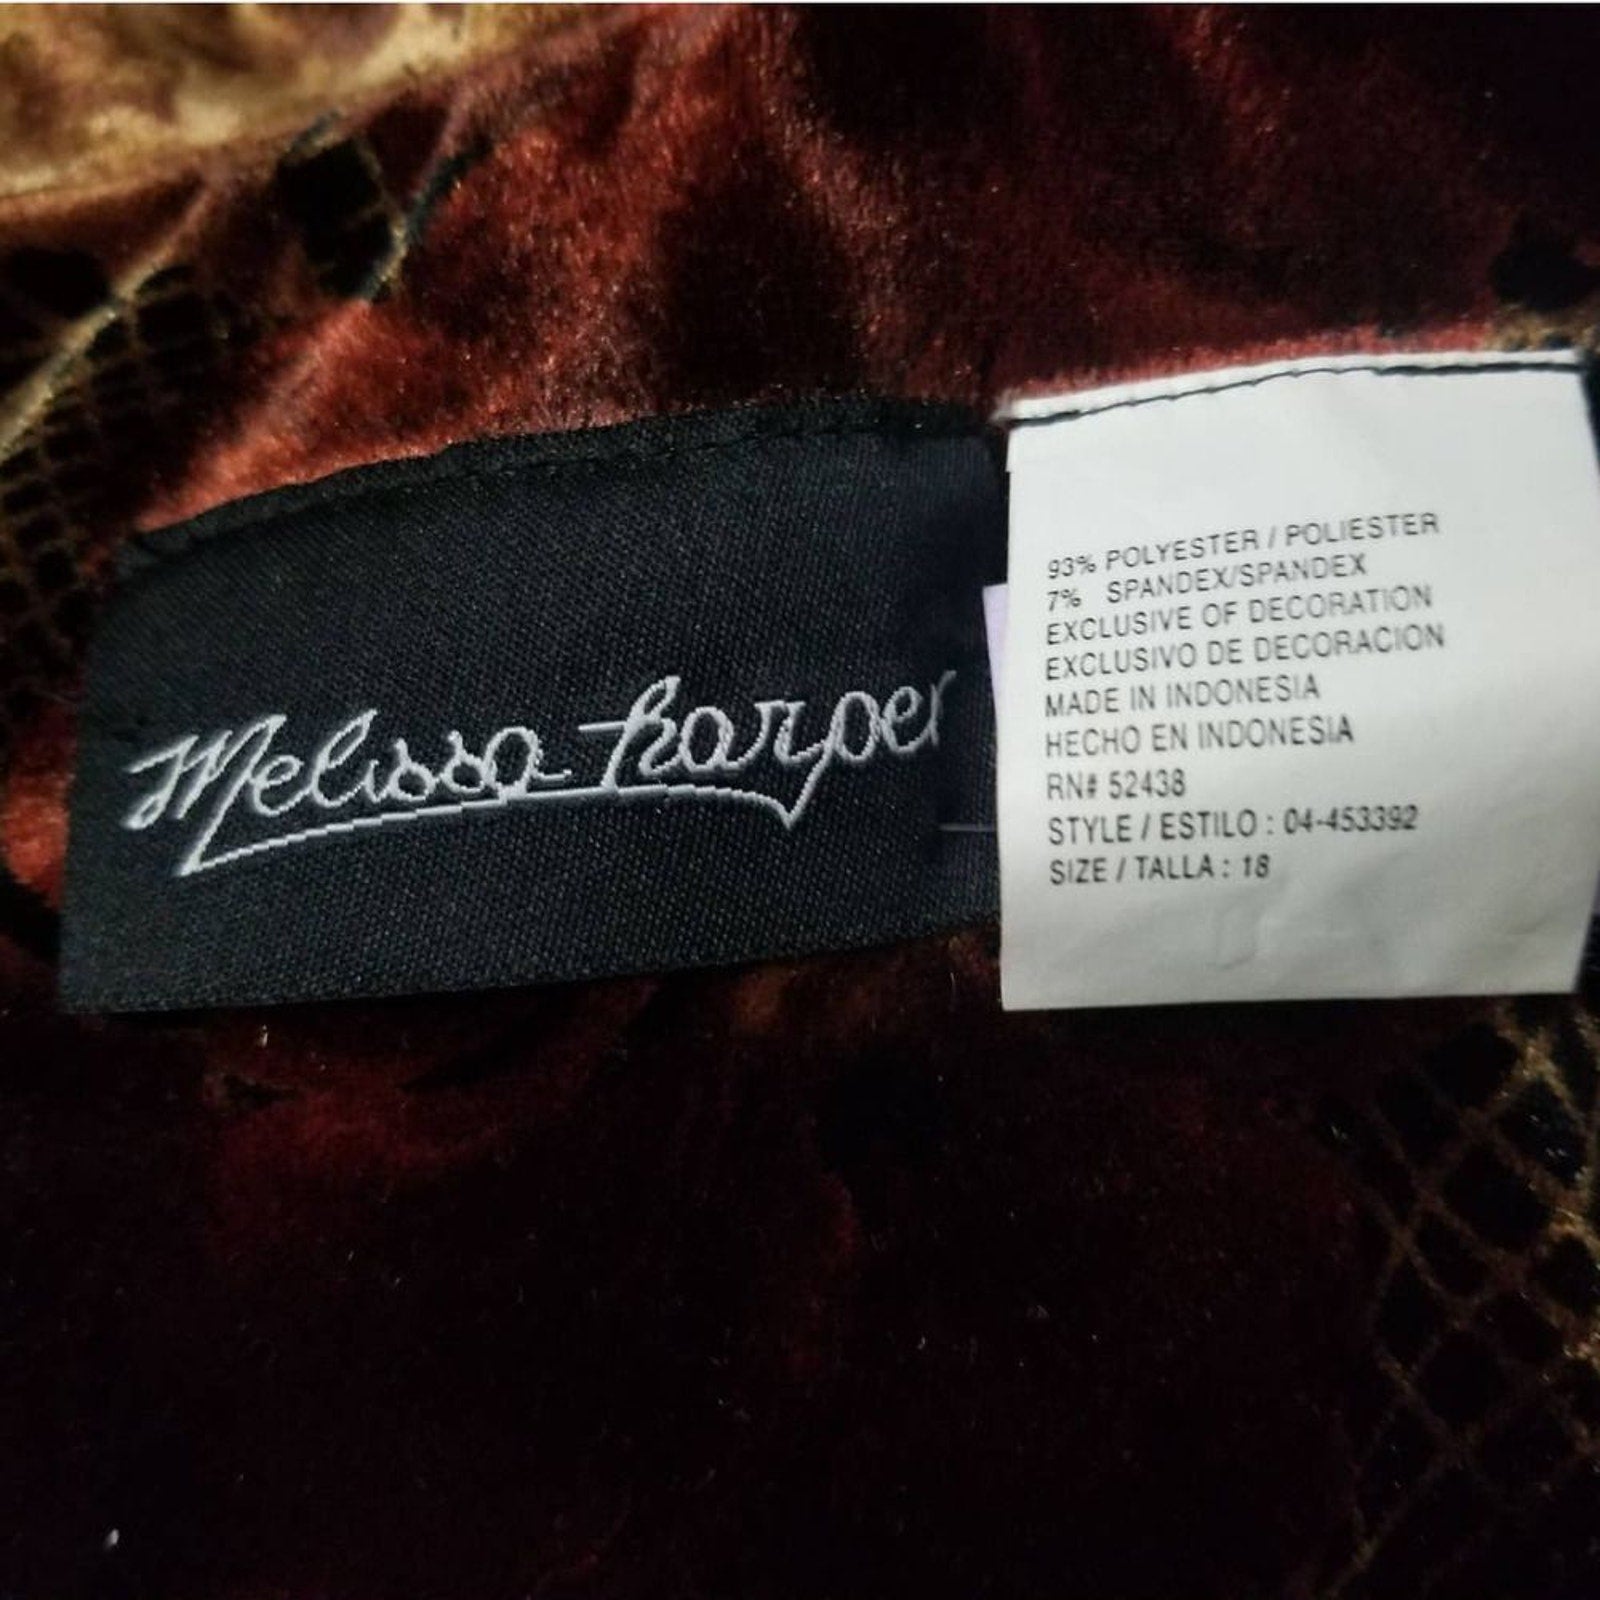 Melissa harper
93% POLYESTER / POLIESTER
7% SPANDEX/SPANDEX
EXCLUSIVE OF DECORATION
EXCLUSIVO DE DECORACION
MADE IN INDONESIA
HECHO EN INDONESIA
RN# 52438
STYLE / ESTILO : 04-453392
SIZE / TALLA : 18